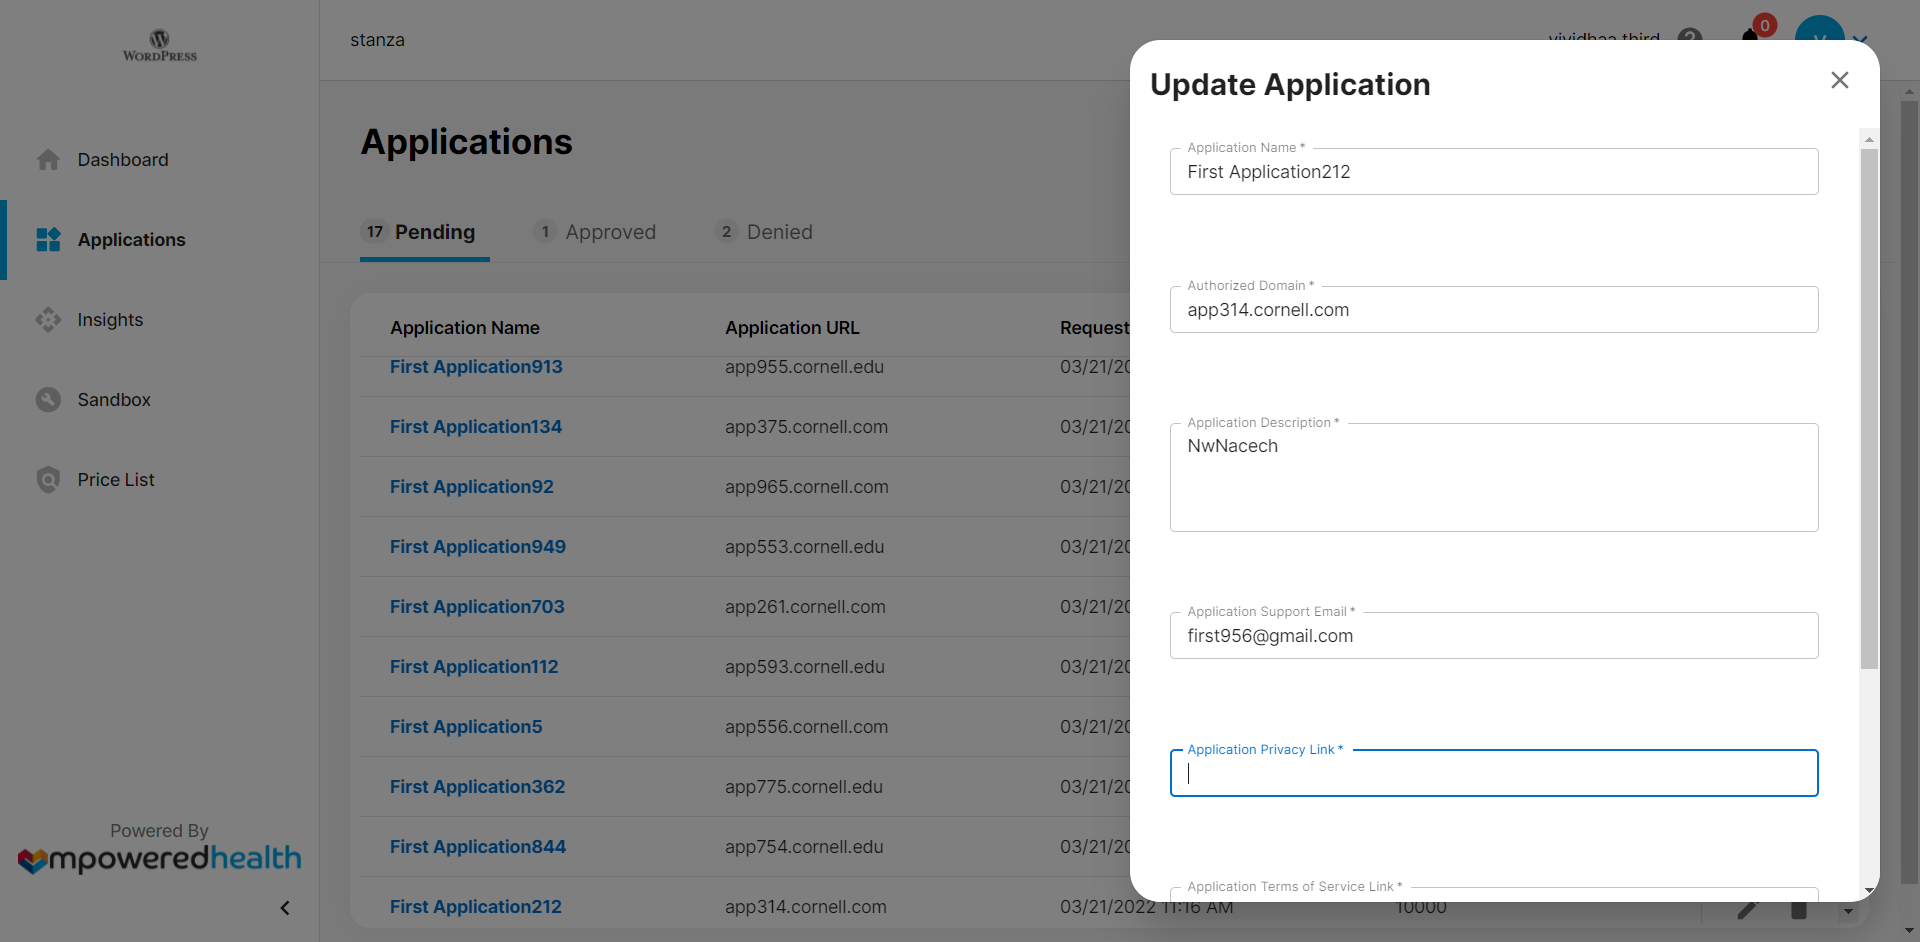 WORDPRESS
Dashboard
Applications
Insights
Sandbox
Price List
Powered By
mpoweredhealth
stanza
vividhaa third
?
0
V
Applications
17 Pending
1 Approved
2 Denied
Application Name Application URL Request
First Application913 app955.cornell.edu 03/21/20
First Application134 app375.cornell.com 03/21/20
First Application92 app965.cornell.com 03/21/20
First Application949 app553.cornell.edu 03/21/20
First Application703 app261.cornell.com 03/21/20
First Application112 app593.cornell.edu 03/21/20
First Application5 app556.cornell.com 03/21/20
First Application362 app775.cornell.edu 03/21/20
First Application844 app754.cornell.edu 03/21/20
First Application212 app314.cornell.com 03/21/2022 11:16 AM 10000
Update Application
Application Name *
First Application212
Authorized Domain *
app314.cornell.com
Application Description *
NwNacech
Application Support Email *
first956@gmail.com
Application Privacy Link *
Application Terms of Service Link *